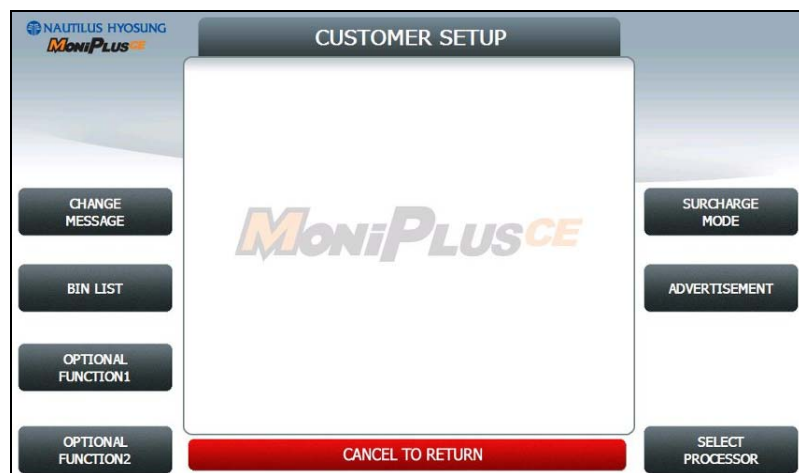 NAUTILUS HYOSUNG
MONiPLUSCE
CUSTOMER SETUP
CHANGE
MESSAGE
SURCHARGE
MODE
MONiPLUSCE
BIN LIST
ADVERTISEMENT
OPTIONAL
FUNCTION1
OPTIONAL
FUNCTION2
CANCEL TO RETURN
SELECT
PROCESSOR